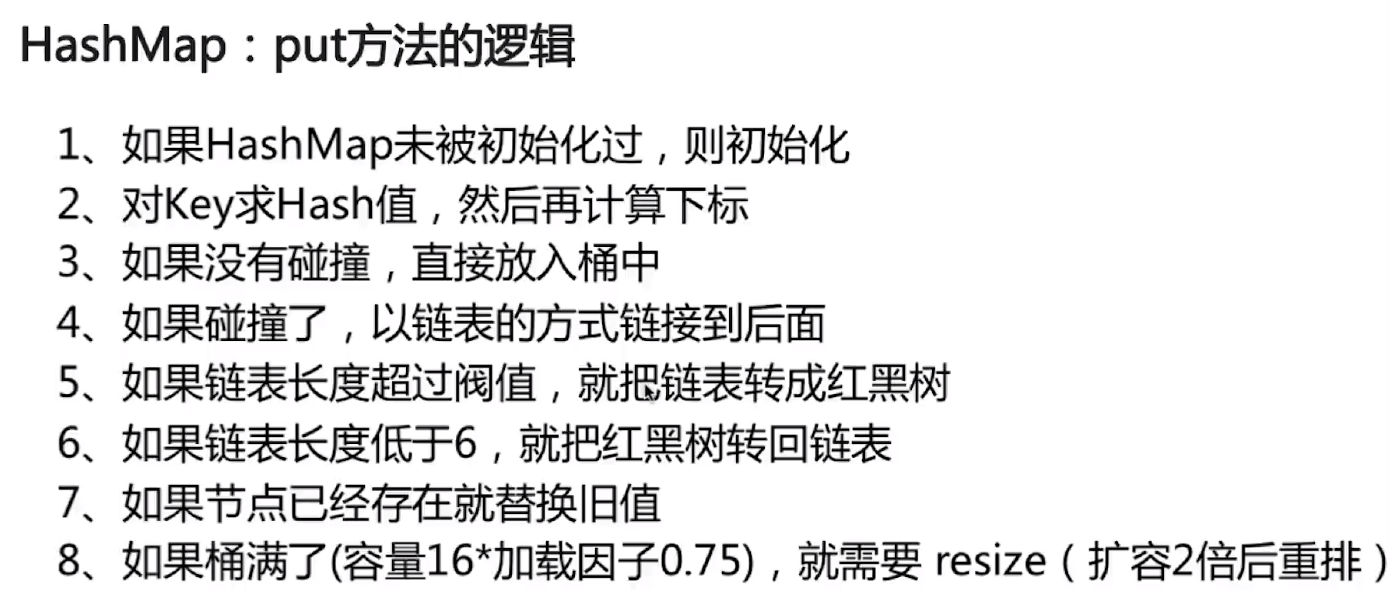 HashMap：put方法的逻辑
1、如果HashMap未被初始化过，则初始化
2、对Key求Hash值，然后再计算下标
3、如果没有碰撞，直接放入桶中
4、如果碰撞了，以链表的方式链接到后面
5、如果链表长度超过阀值，就把链表转成红黑树
6、如果链表长度低于6，就把红黑树转回链表
7、如果节点已经存在就替换旧值
8、如果桶满了(容量16*加载因子0.75)，就需要 resize（扩容2倍后重排）